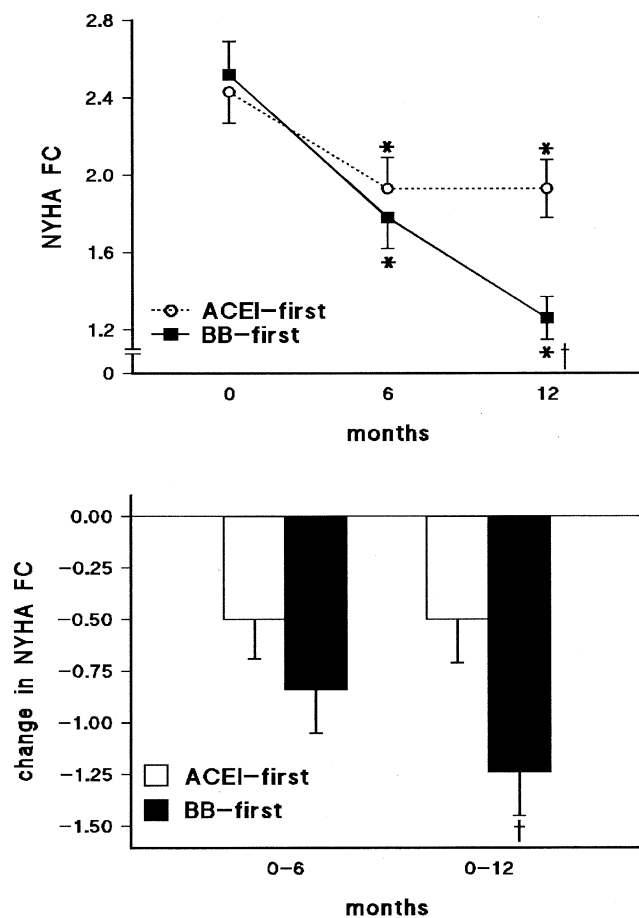 2.8
2.4
2.0
1.6
1.2
0
NYHA FC
* *
*
* †
ACEI–first
BB–first
0 6 12
months
0.00
−0.25
−0.50
−0.75
−1.00
−1.25
−1.50
change in NYHA FC
ACEI–first
BB–first
†
0–6 0–12
months